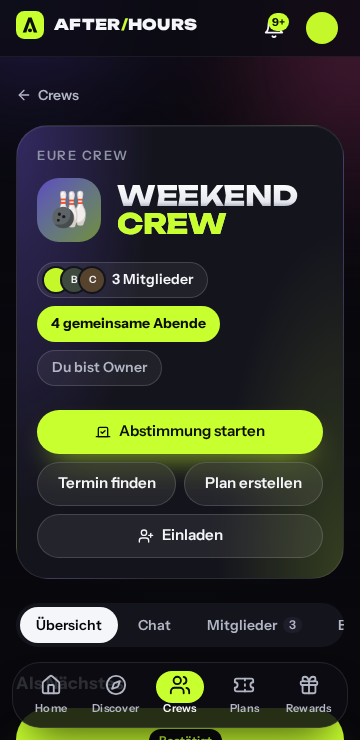 AFTER/HOURS
9+
Crews
EURE CREW
WEEKEND
CREW
B C 3 Mitglieder
4 gemeinsame Abende
Du bist Owner
Abstimmung starten
Termin finden Plan erstellen
Einladen
Übersicht Chat Mitglieder 3
Home Discover Crews Plans Rewards
Bestätigt